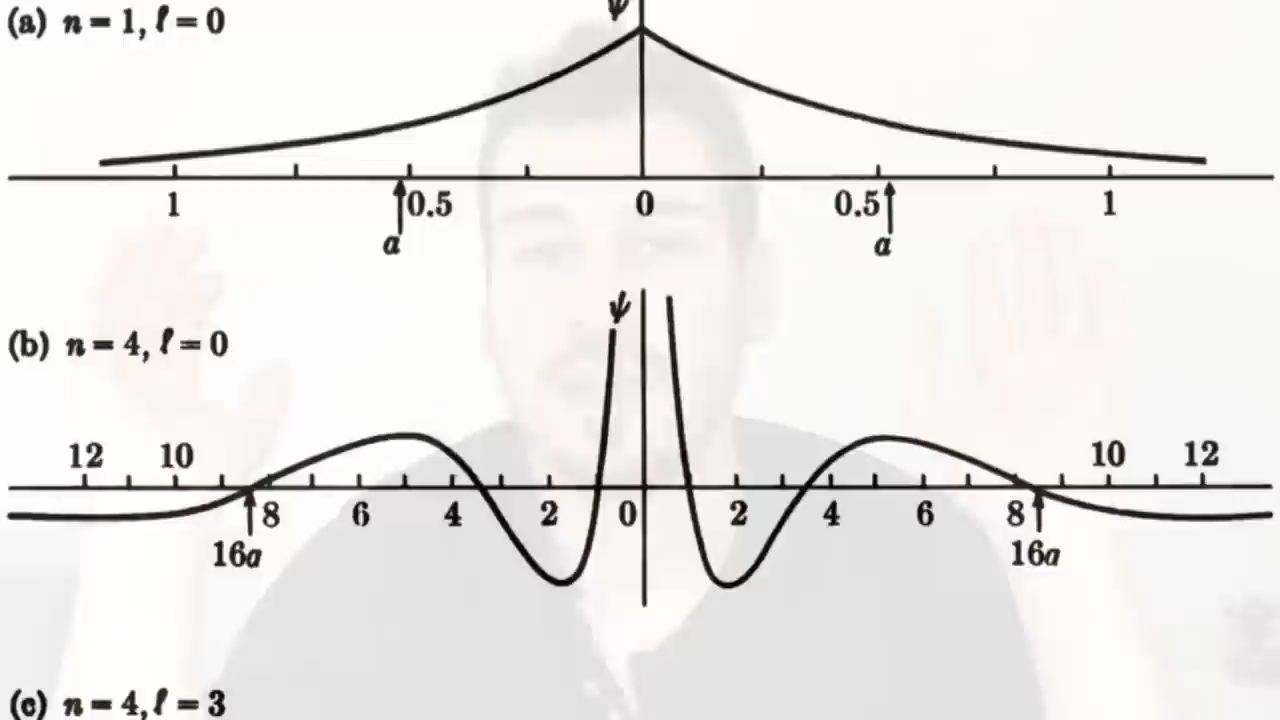 (a) n = 1, ℓ = 0
ψ
1 0.5 0 0.5 1
a a
ψ
(b) n = 4, ℓ = 0
12 10 10 12
8 6 4 2 0 2 4 6 8
16a 16a
(c) n = 4, ℓ = 3